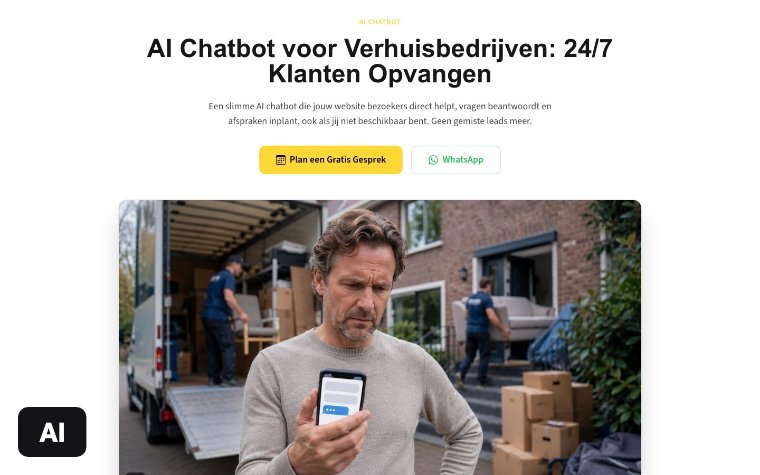 AI CHATBOT
AI Chatbot voor Verhuisbedrijven: 24/7
Klanten Opvangen
Een slimme AI chatbot die jouw website bezoekers direct helpt, vragen beantwoordt en
afspraken inplant, ook als jij niet beschikbaar bent. Geen gemiste leads meer.
Plan een Gratis Gesprek
WhatsApp
AI